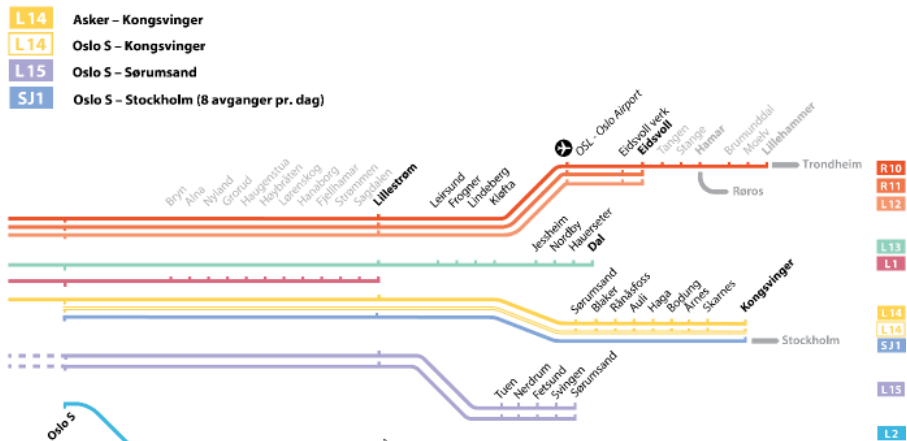 L14 Asker – Kongsvinger
L14 Oslo S – Kongsvinger
L15 Oslo S – Sørumsand
SJ1 Oslo S – Stockholm (8 avganger pr. dag)
Bryn
Alna
Nyland
Grorud
Haugenstua
Høybråten
Lørenskog
Hanaborg
Fjellhamar
Strømmen
Sagdalen
Lillestrøm
Leirsund
Frogner
Lindeberg
Kløfta
OSL - Oslo Airport
Eidsvoll verk
Eidsvoll
Tangen
Stange
Hamar
Brumunddal
Moelv
Lillehammer
Trondheim
Røros
R10
R11
L12
Jessheim
Nordby
Hauerseter
Dal
L13
L1
Sørumsand
Blaker
Rånåsfoss
Auli
Haga
Bodung
Årnes
Skarnes
Kongsvinger
Stockholm
L14
L14
SJ1
Tuen
Nerdrum
Fetsund
Svingen
Sørumsand
L15
Oslo S
L2